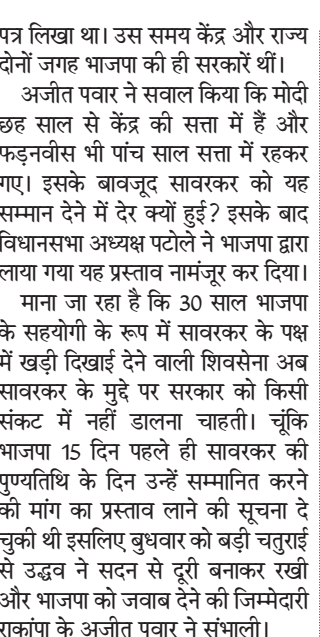 पत्र लिखा था। उस समय केंद्र और राज्य
दोनों जगह भाजपा की ही सरकारें थीं।
अजीत पवार ने सवाल किया कि मोदी
छह साल से केंद्र की सत्ता में हैं और
फड़नवीस भी पांच साल सत्ता में रहकर
गए। इसके बावजूद सावरकर को यह
सम्मान देने में देर क्यों हुई? इसके बाद
विधानसभा अध्यक्ष पटोले ने भाजपा द्वारा
लाया गया यह प्रस्ताव नामंजूर कर दिया।
माना जा रहा है कि 30 साल भाजपा
के सहयोगी के रूप में सावरकर के पक्ष
में खड़ी दिखाई देने वाली शिवसेना अब
सावरकर के मुद्दे पर सरकार को किसी
संकट में नहीं डालना चाहती। चूंकि
भाजपा 15 दिन पहले ही सावरकर की
पुण्यतिथि के दिन उन्हें सम्मानित करने
की मांग का प्रस्ताव लाने की सूचना दे
चुकी थी इसलिए बुधवार को बड़ी चतुराई
से उद्धव ने सदन से दूरी बनाकर रखी
और भाजपा को जवाब देने की जिम्मेदारी
राकांपा के अजीत पवार ने संभाली।